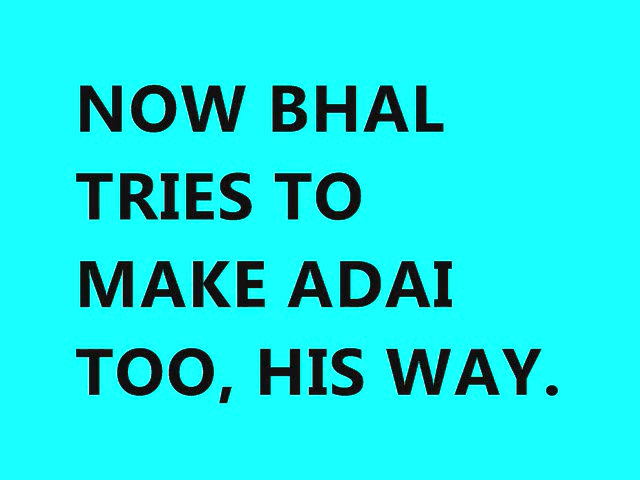 NOW BHAL
TRIES TO
MAKE ADAI
TOO, HIS WAY.